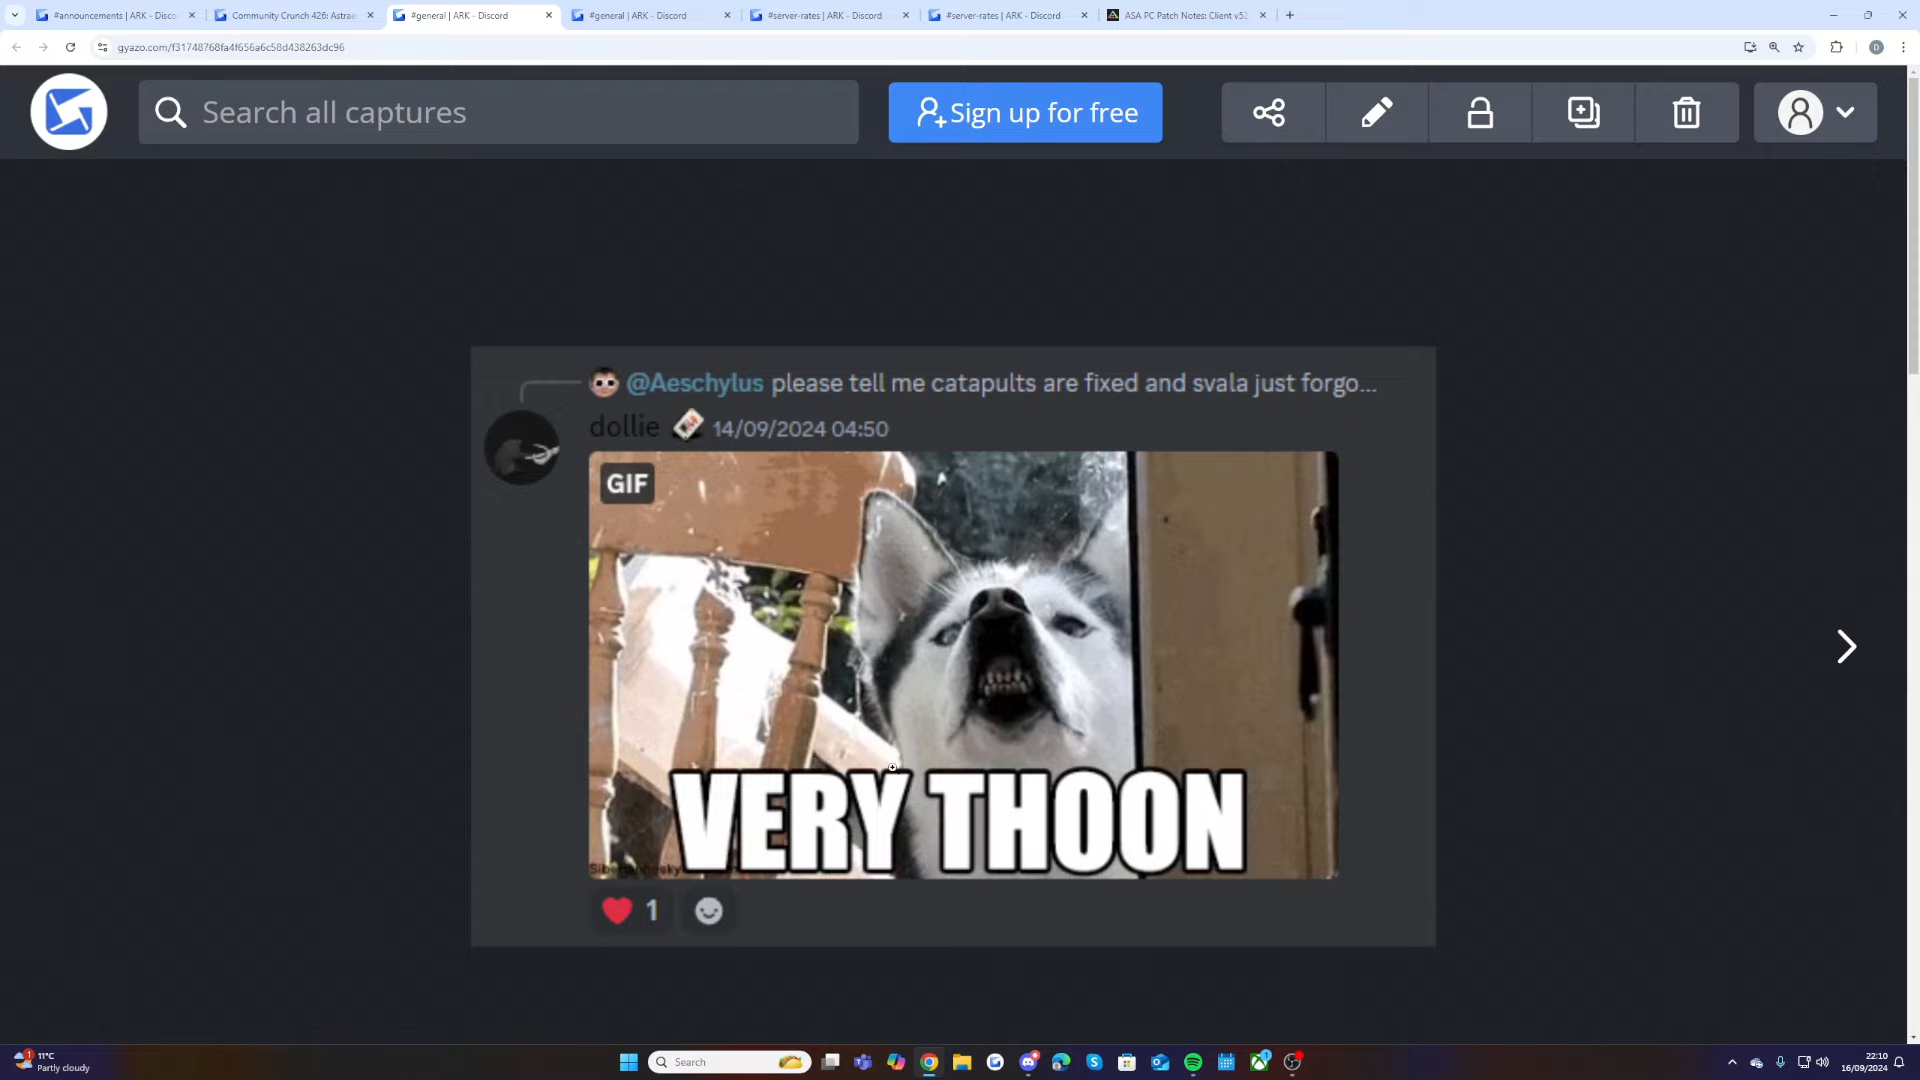 #announcements | ARK - Disco
Community Crunch 426: Astrae
#general | ARK - Discord
#general | ARK - Discord
#server-rates | ARK - Discord
#server-rates | ARK - Discord
ASA PC Patch Notes: Client v52
gyazo.com/f31748768fa4f656a6c58d438263dc96
D
Search all captures
Sign up for free
@Aeschylus please tell me catapults are fixed and svala just forgo...
dollie 14/09/2024 04:50
GIF
VERY THOON
1
1
11°C
Partly cloudy
Search
1
22:10
16/09/2024